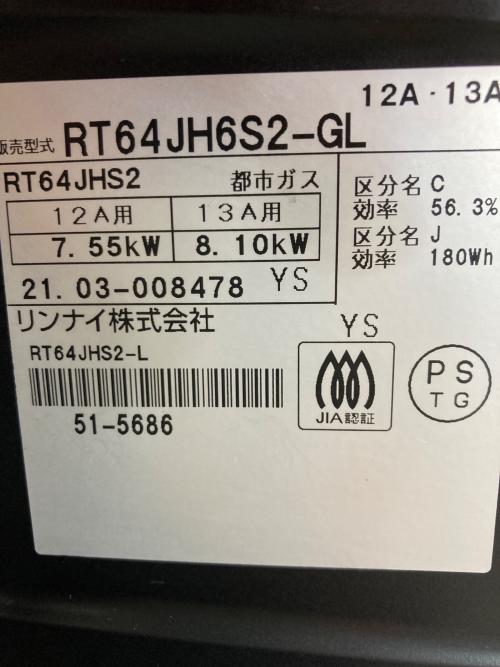 12A・13A
販売型式 RT64JH6S2-GL
RT64JHS2 都市ガス
12A用 13A用
7.55kW 8.10kW
21.03-008478 YS
リンナイ株式会社
区分名 C
効率 56.3%
区分名 J
効率 180Wh
YS
RT64JHS2-L
51-5686
JIA認証
PS
TG